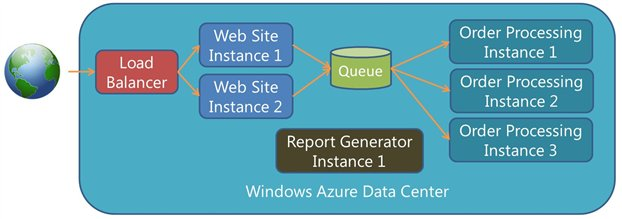 Load
Balancer
Web Site
Instance 1
Web Site
Instance 2
Queue
Order Processing
Instance 1
Order Processing
Instance 2
Order Processing
Instance 3
Report Generator
Instance 1
Windows Azure Data Center